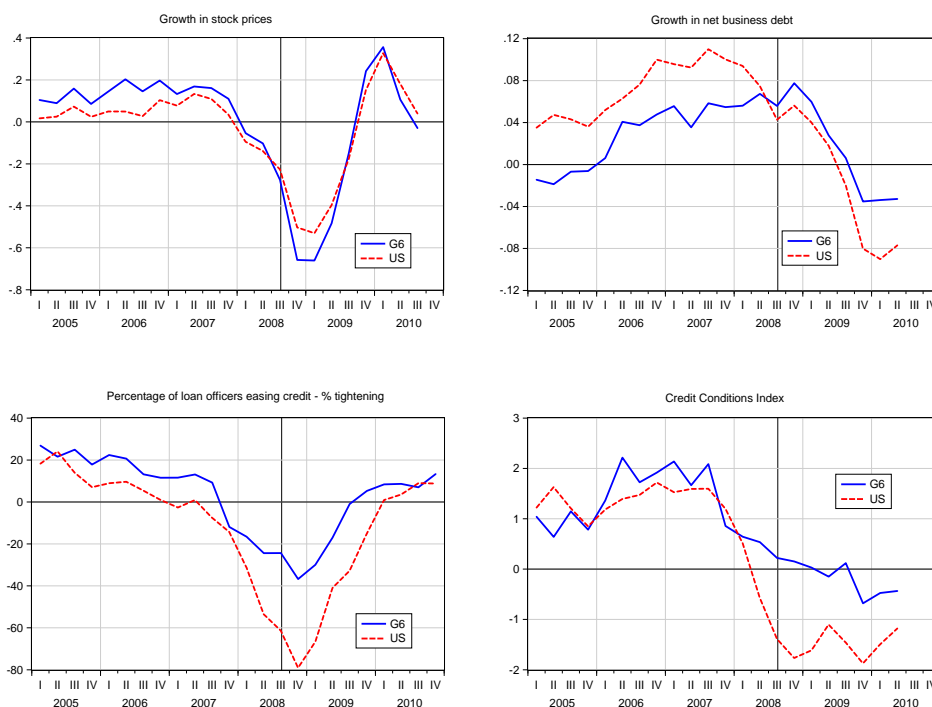 Growth in stock prices
.4
.2
.0
-.2
-.4
-.6
-.8
G6
US
I II III IV I II III IV I II III IV I II III IV I II III IV I II III IV
2005 2006 2007 2008 2009 2010
Growth in net business debt
.12
.08
.04
.00
-.04
-.08
-.12
G6
US
I II III IV I II III IV I II III IV I II III IV I II III IV I II III IV
2005 2006 2007 2008 2009 2010
Percentage of loan officers easing credit - % tightening
40
20
0
-20
-40
-60
-80
G6
US
I II III IV I II III IV I II III IV I II III IV I II III IV I II III IV
2005 2006 2007 2008 2009 2010
Credit Conditions Index
3
2
1
0
-1
-2
G6
US
I II III IV I II III IV I II III IV I II III IV I II III IV I II III IV
2005 2006 2007 2008 2009 2010